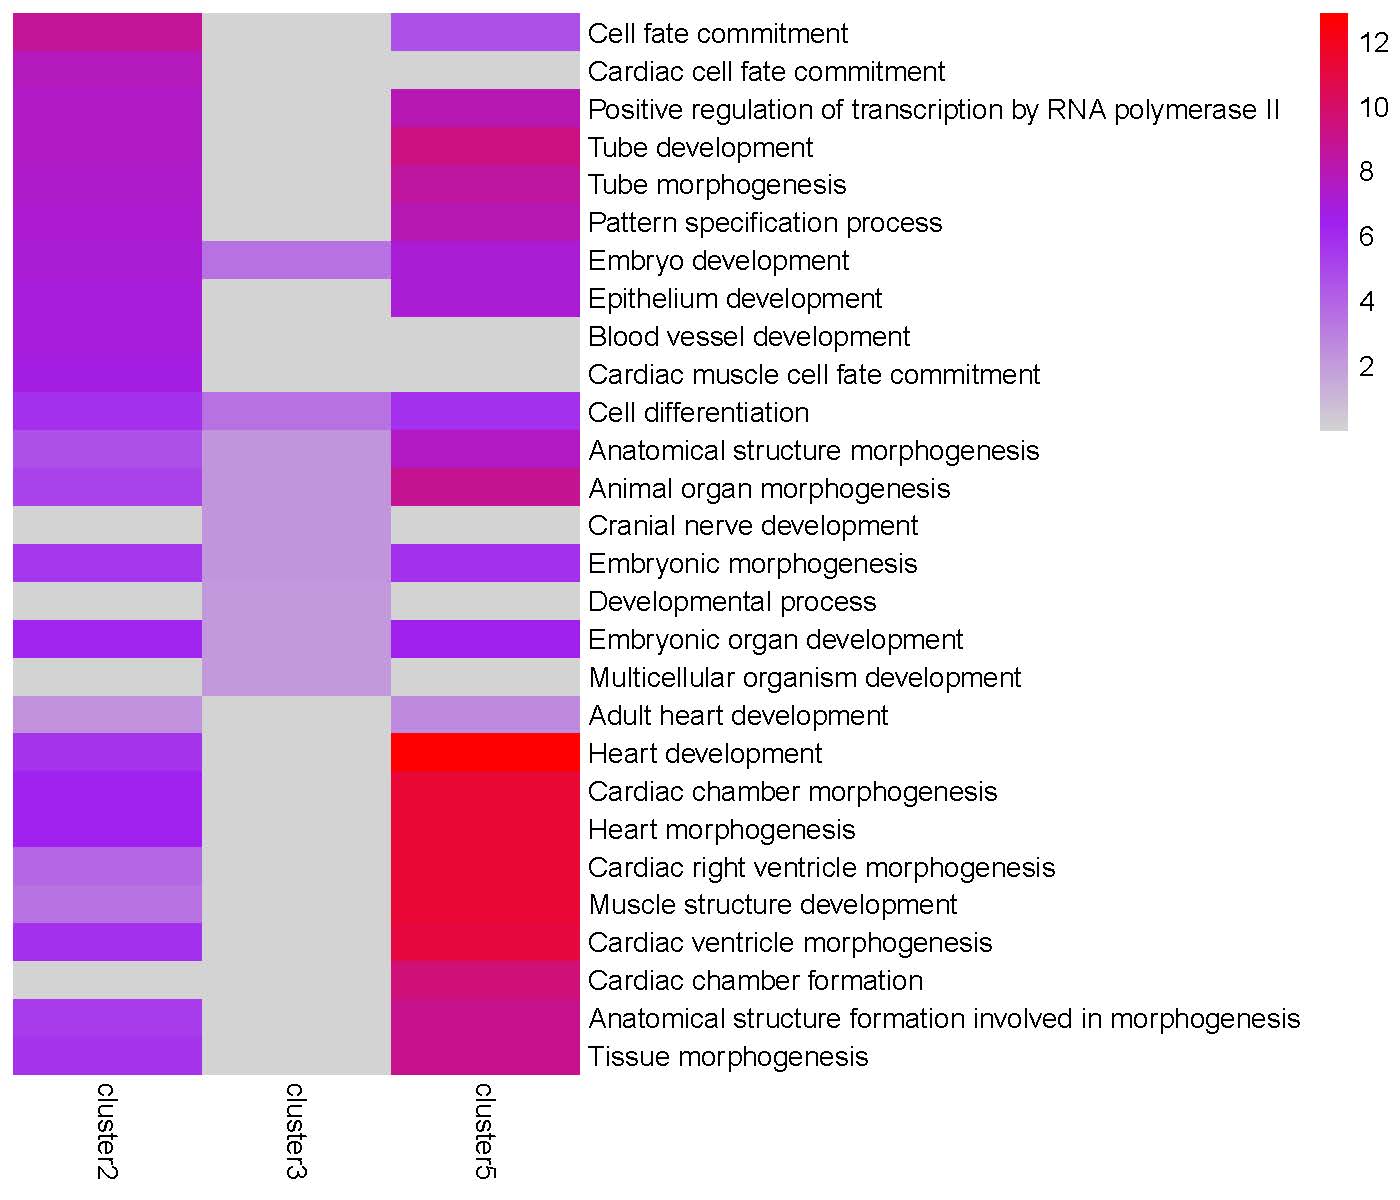 Cell fate commitment
Cardiac cell fate commitment
Positive regulation of transcription by RNA polymerase II
Tube development
Tube morphogenesis
Pattern specification process
Embryo development
Epithelium development
Blood vessel development
Cardiac muscle cell fate commitment
Cell differentiation
Anatomical structure morphogenesis
Animal organ morphogenesis
Cranial nerve development
Embryonic morphogenesis
Developmental process
Embryonic organ development
Multicellular organism development
Adult heart development
Heart development
Cardiac chamber morphogenesis
Heart morphogenesis
Cardiac right ventricle morphogenesis
Muscle structure development
Cardiac ventricle morphogenesis
Cardiac chamber formation
Anatomical structure formation involved in morphogenesis
Tissue morphogenesis
cluster2
cluster3
cluster5
12
10
8
6
4
2